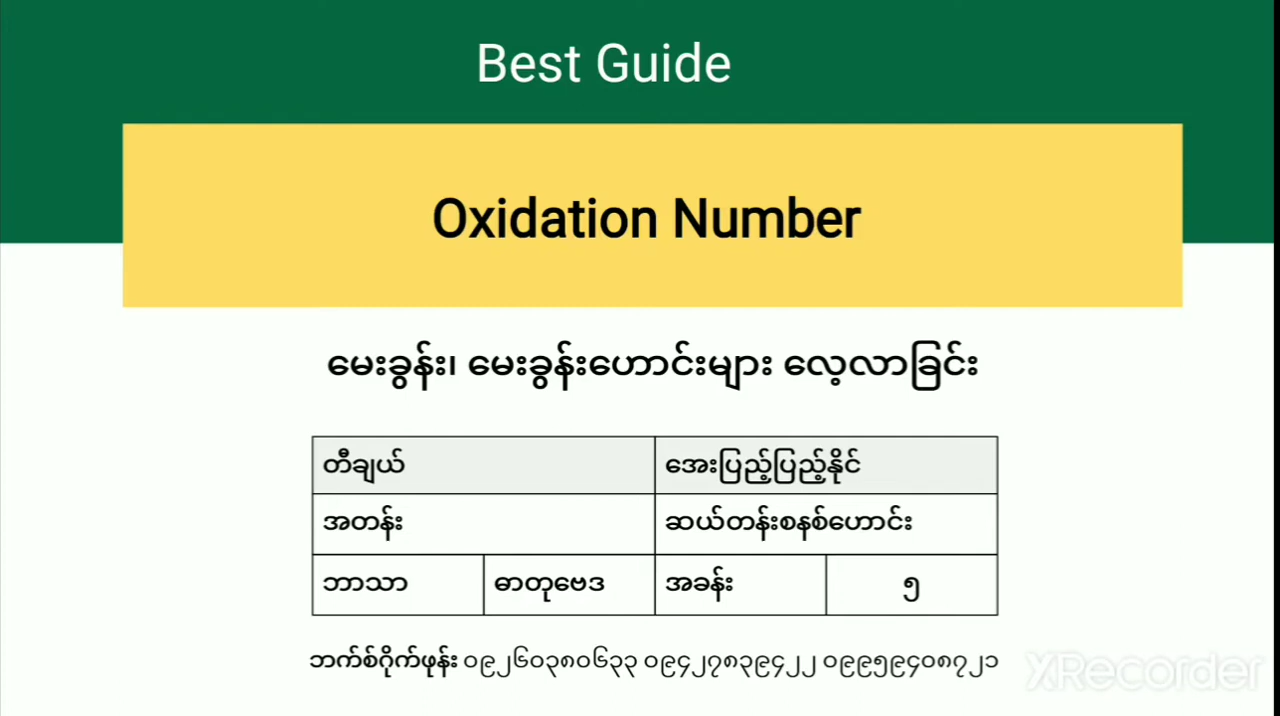 Best Guide
Oxidation Number
မေးခွန်း၊ မေးခွန်းဟောင်းများ လေ့လာခြင်း
တီချယ် အေးပြည့်ပြည့်နိုင်
အတန်း ဆယ်တန်းစနစ်ဟောင်း
ဘာသာ ဓာတုဗေဒ အခန်း ၅
ဘက်စ်ဂိုက်ဖုန်း ၀၉၂၆၀၃၈၀၆၃၃ ၀၉၄၂၇၈၃၉၄၂၂ ၀၉၉၅၉၄၀၈၇၂၁
XRecorder